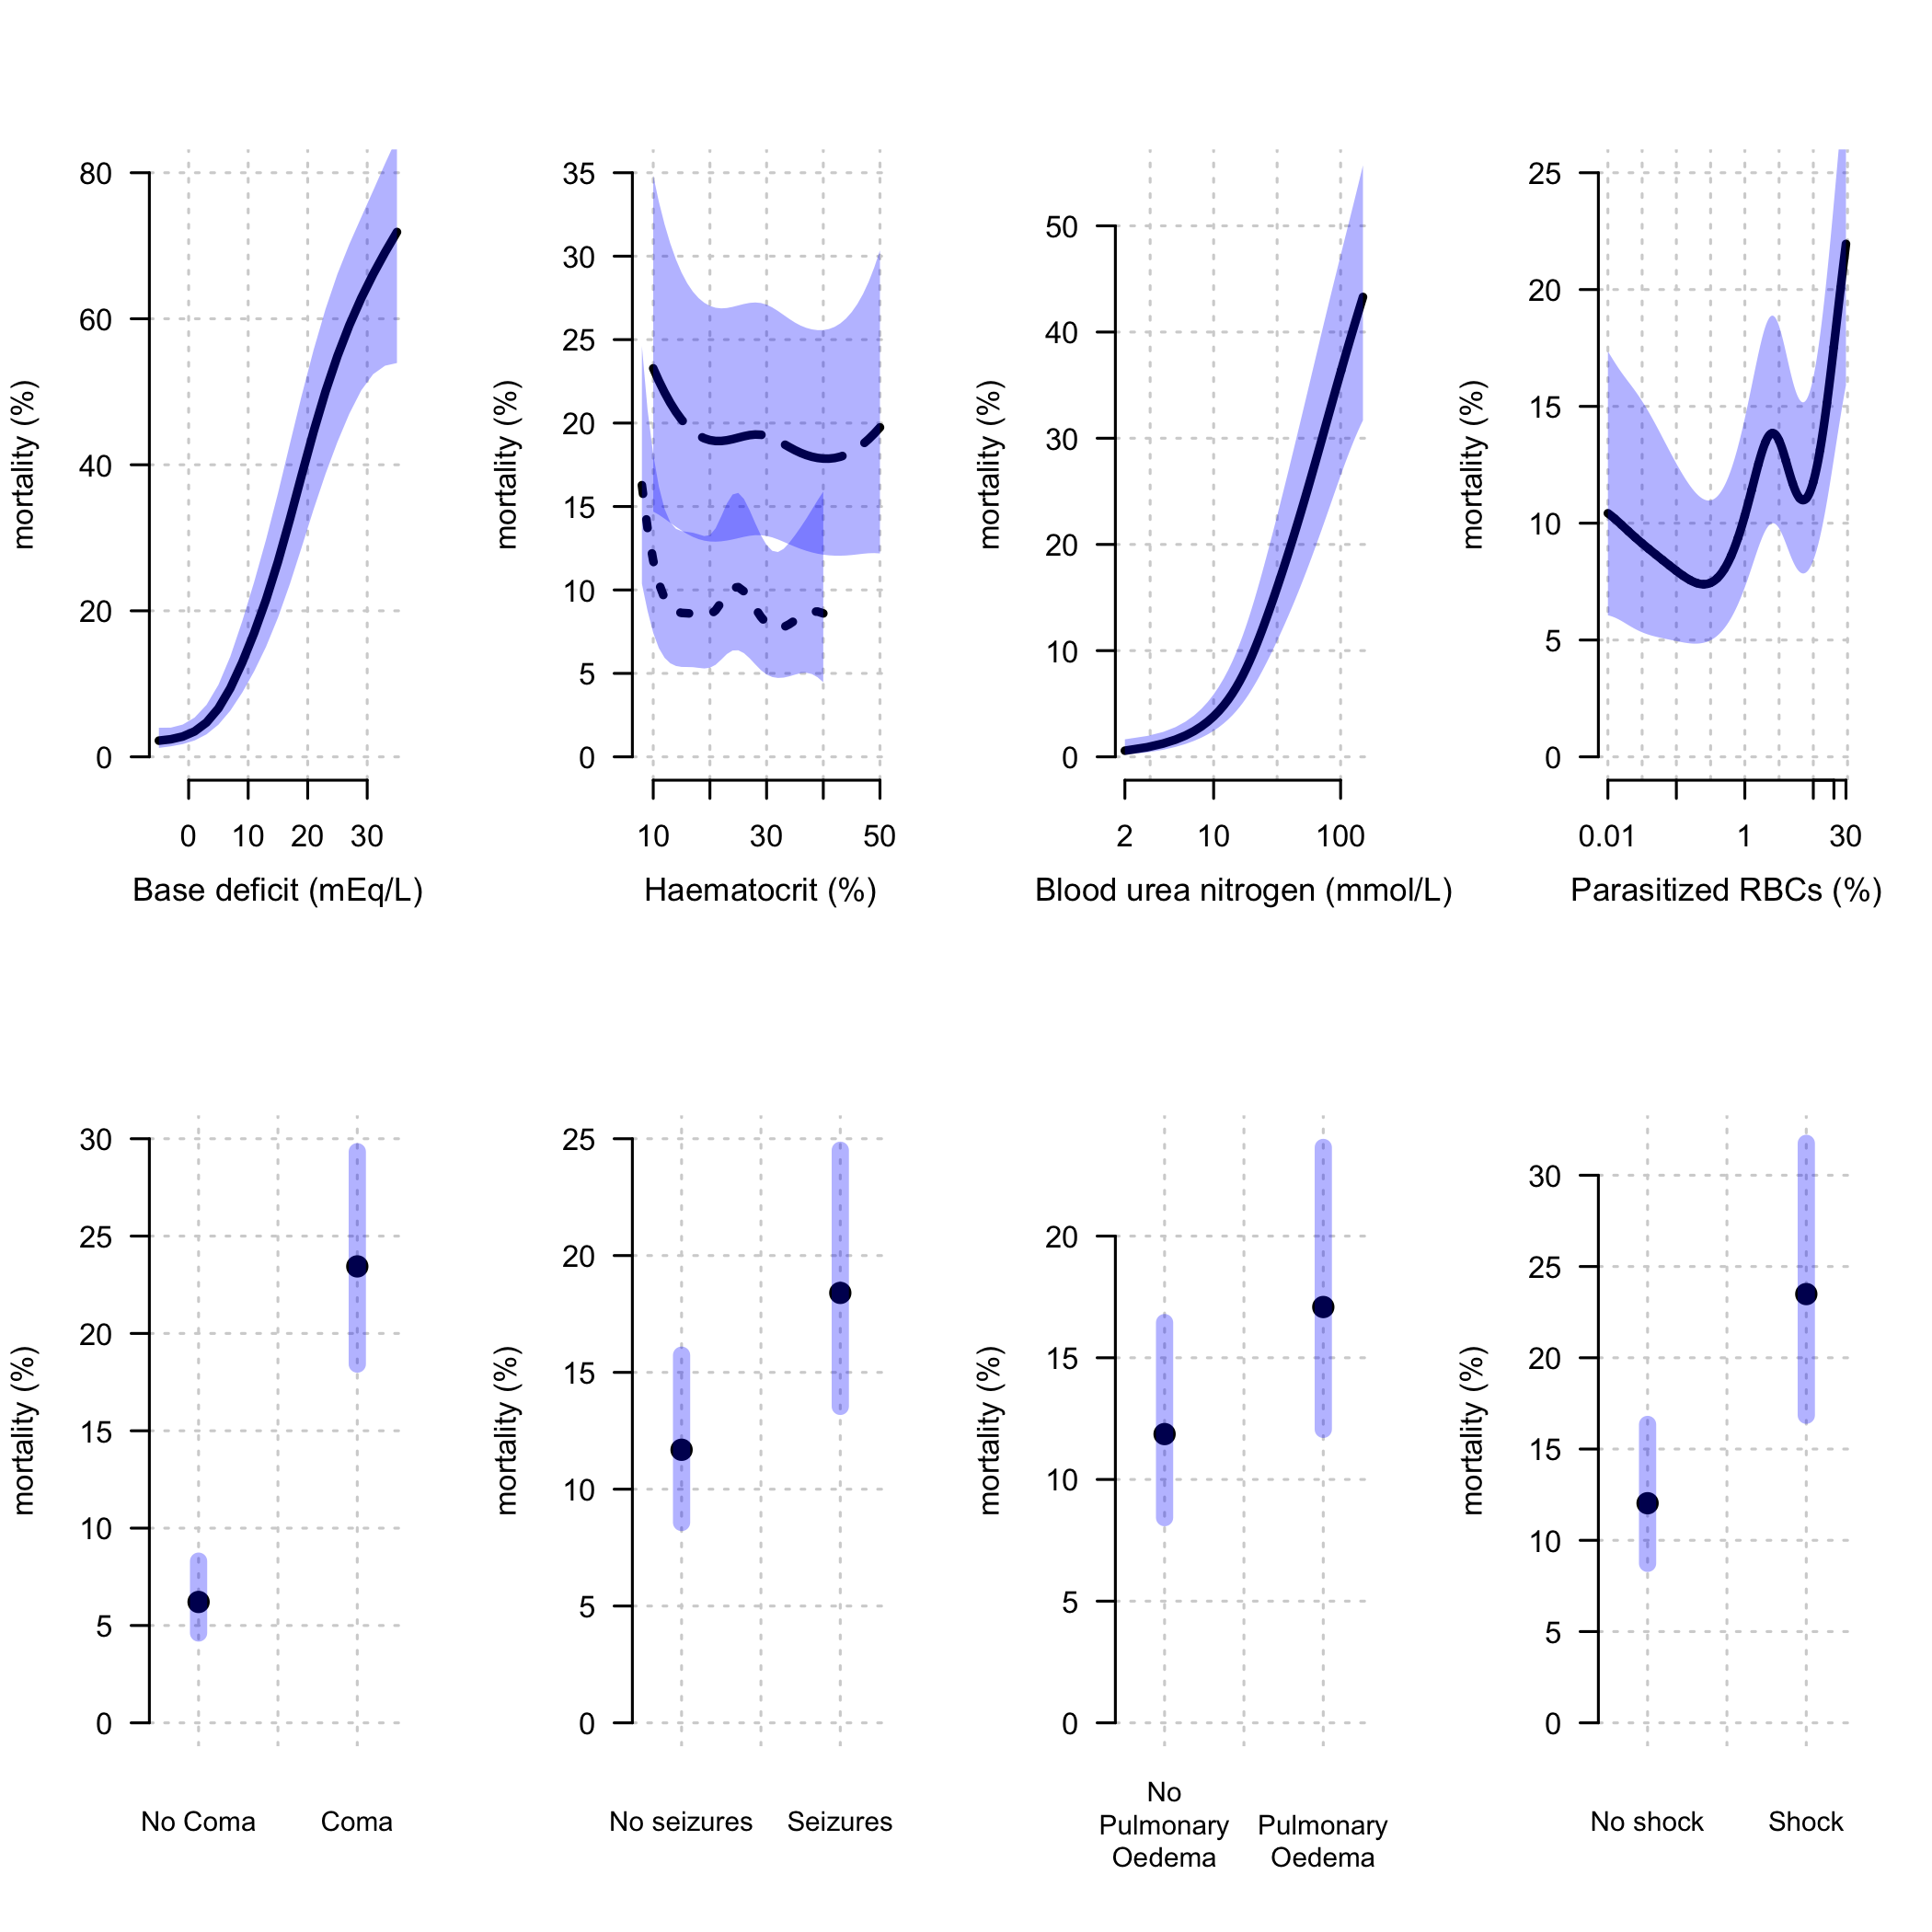 mortality (%)
80
60
40
20
0
0 10 20 30
Base deficit (mEq/L)
mortality (%)
35
30
25
20
15
10
5
0
10 30 50
Haematocrit (%)
mortality (%)
50
40
30
20
10
0
2 10 100
Blood urea nitrogen (mmol/L)
mortality (%)
25
20
15
10
5
0
0.01 1 30
Parasitized RBCs (%)
mortality (%)
30
25
20
15
10
5
0
No Coma Coma
mortality (%)
25
20
15
10
5
0
No seizures Seizures
mortality (%)
20
15
10
5
0
No
Pulmonary
Oedema
Pulmonary
Oedema
mortality (%)
30
25
20
15
10
5
0
No shock Shock